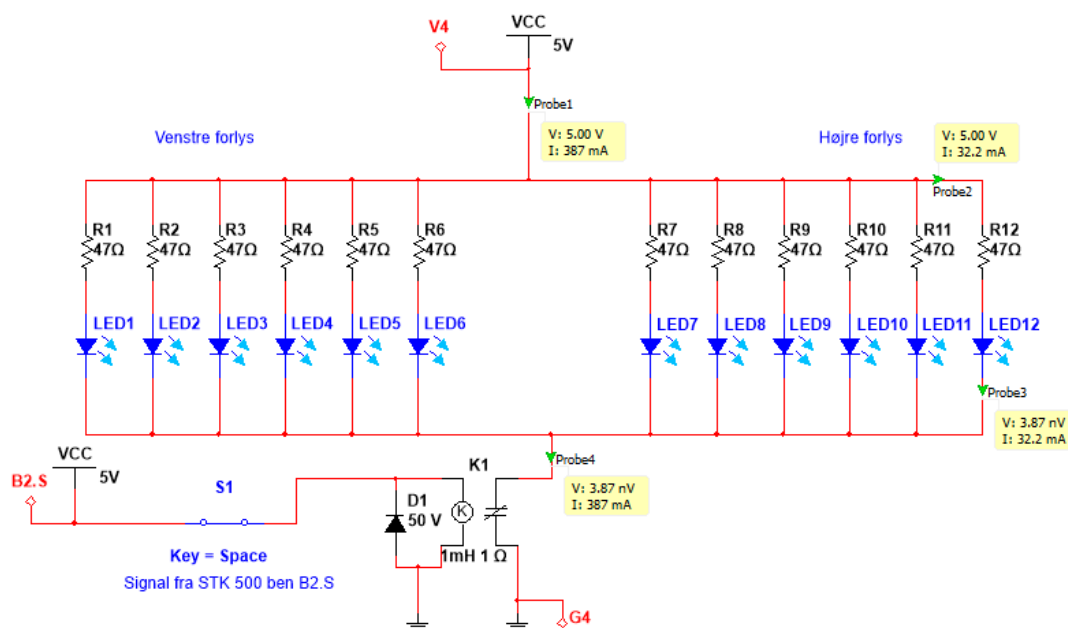 VCC
V4
5V
Probe1
V: 5.00 V
I: 387 mA
Venstre forlys
Højre forlys
V: 5.00 V
I: 32.2 mA
Probe2
R1
47Ω
R2
47Ω
R3
47Ω
R4
47Ω
R5
47Ω
R6
47Ω
R7
47Ω
R8
47Ω
R9
47Ω
R10
47Ω
R11
47Ω
R12
47Ω
LED1
LED2
LED3
LED4
LED5
LED6
LED7
LED8
LED9
LED10
LED11
LED12
Probe3
V: 3.87 nV
I: 32.2 mA
VCC
5V
B2.S
S1
K1
Probe4
V: 3.87 nV
I: 387 mA
D1
50 V
K
1mH 1 Ω
Key = Space
Signal fra STK 500 ben B2.S
G4